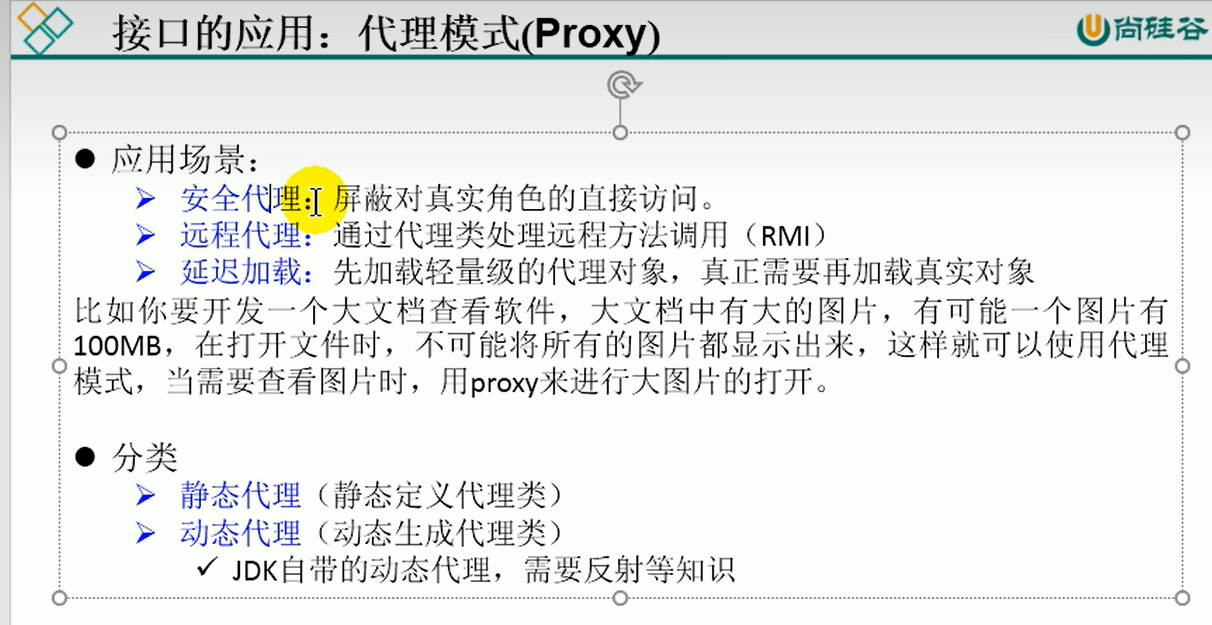 接口的应用：代理模式(Proxy)
尚硅谷
● 应用场景：
➢ 安全代理：屏蔽对真实角色的直接访问。
➢ 远程代理：通过代理类处理远程方法调用（RMI）
➢ 延迟加载：先加载轻量级的代理对象，真正需要再加载真实对象
比如你要开发一个大文档查看软件，大文档中有大的图片，有可能一个图片有
100MB，在打开文件时，不可能将所有的图片都显示出来，这样就可以使用代理
模式，当需要查看图片时，用proxy来进行大图片的打开。
● 分类
➢ 静态代理（静态定义代理类）
➢ 动态代理（动态生成代理类）
✓ JDK自带的动态代理，需要反射等知识